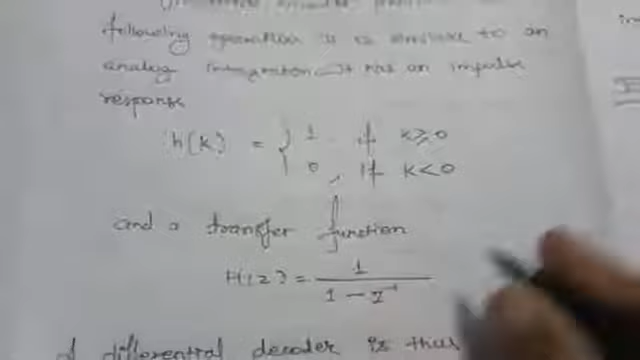 following operation is is similar to an
analog integration. It has an impulse
response
h(k) = { 1 if k≥0
0, if k<0
and a transfer function
H(z) = 1 / 1 - z⁻¹
differential decoder is thus